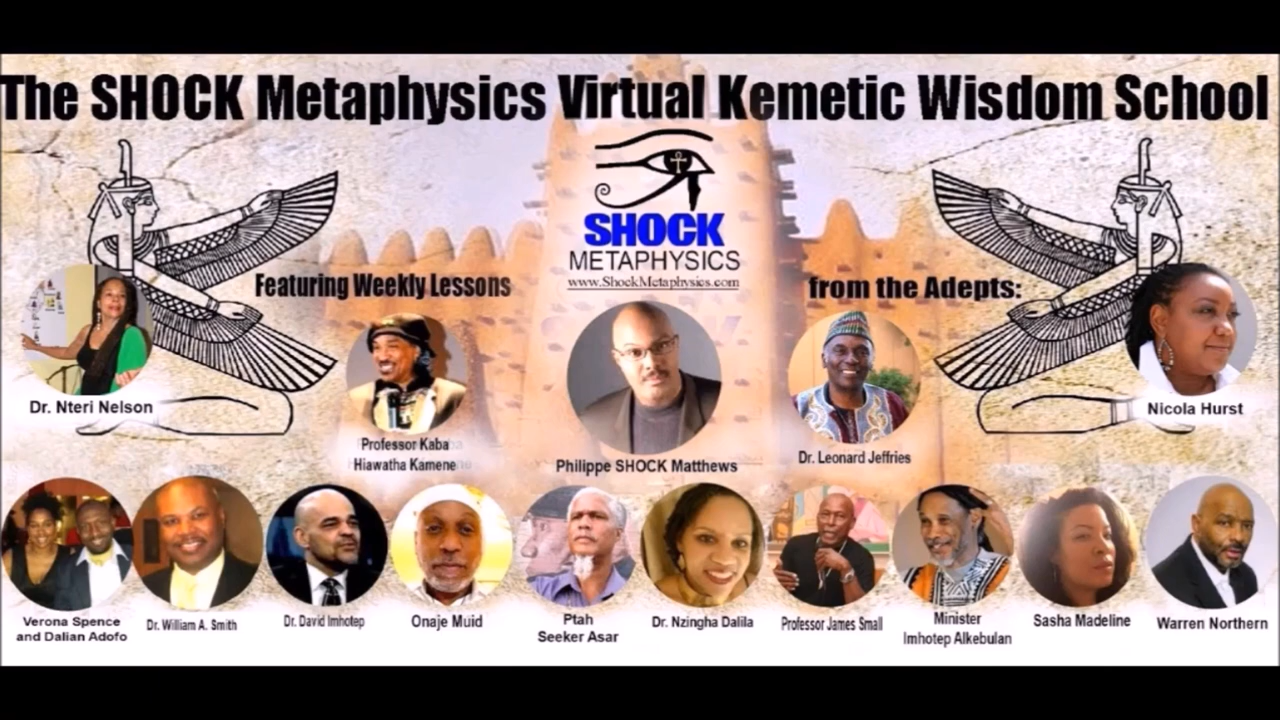 The SHOCK Metaphysics Virtual Kemetic Wisdom School
SHOCK
METAPHYSICS
www.ShockMetaphysics.com
Featuring Weekly Lessons
from the Adepts:
Dr. Nteri Nelson
Professor Kaba
Hiawatha Kamene
Philippe SHOCK Matthews
Dr. Leonard Jeffries
Nicola Hurst
Verona Spence
and Dalian Adofo
Dr. William A. Smith
Dr. David Imhotep
Onaje Muid
Ptah
Seeker Asar
Dr. Nzingha Dalila
Professor James Small
Minister
Imhotep Alkebulan
Sasha Madeline
Warren Northern